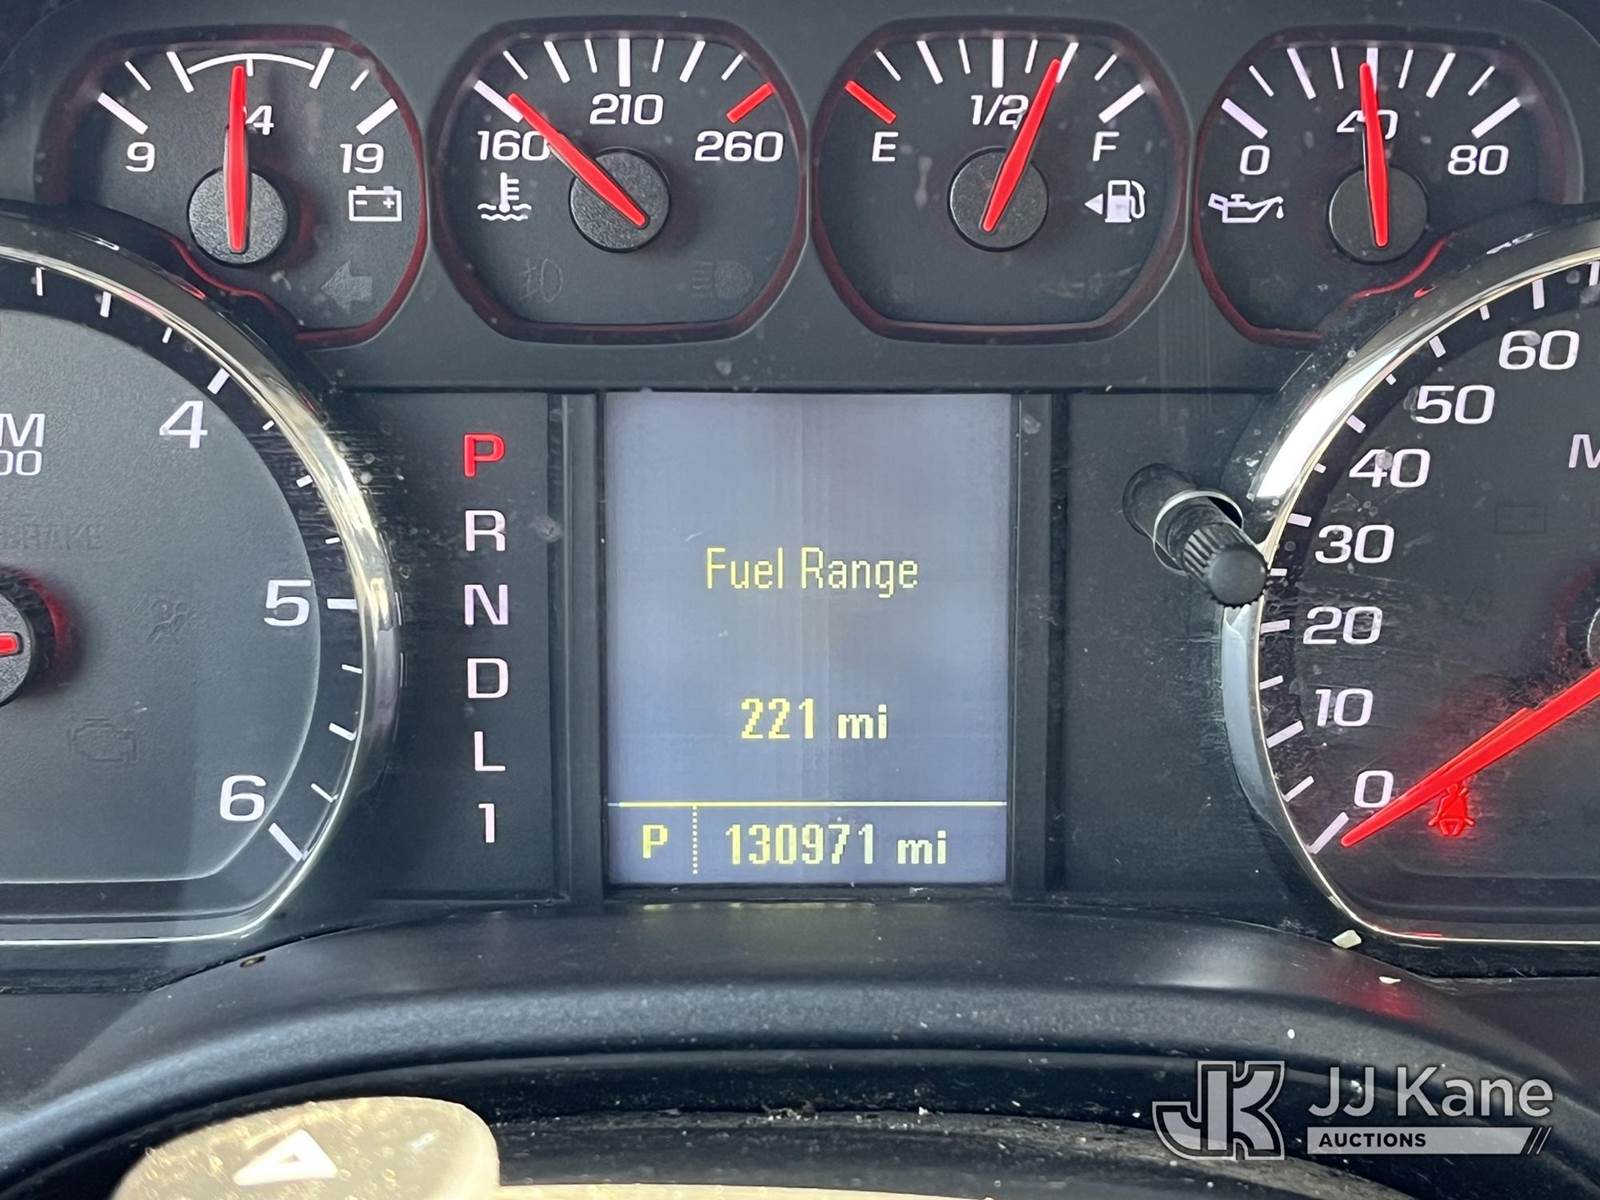 9 14 19
160 210 260
E 1/2 F
0 40 80
4
5
6
P
R
N
D
L
1
Fuel Range
221 mi
P 130971 mi
60
50
40
30
20
10
0
JJ Kane
AUCTIONS
JK